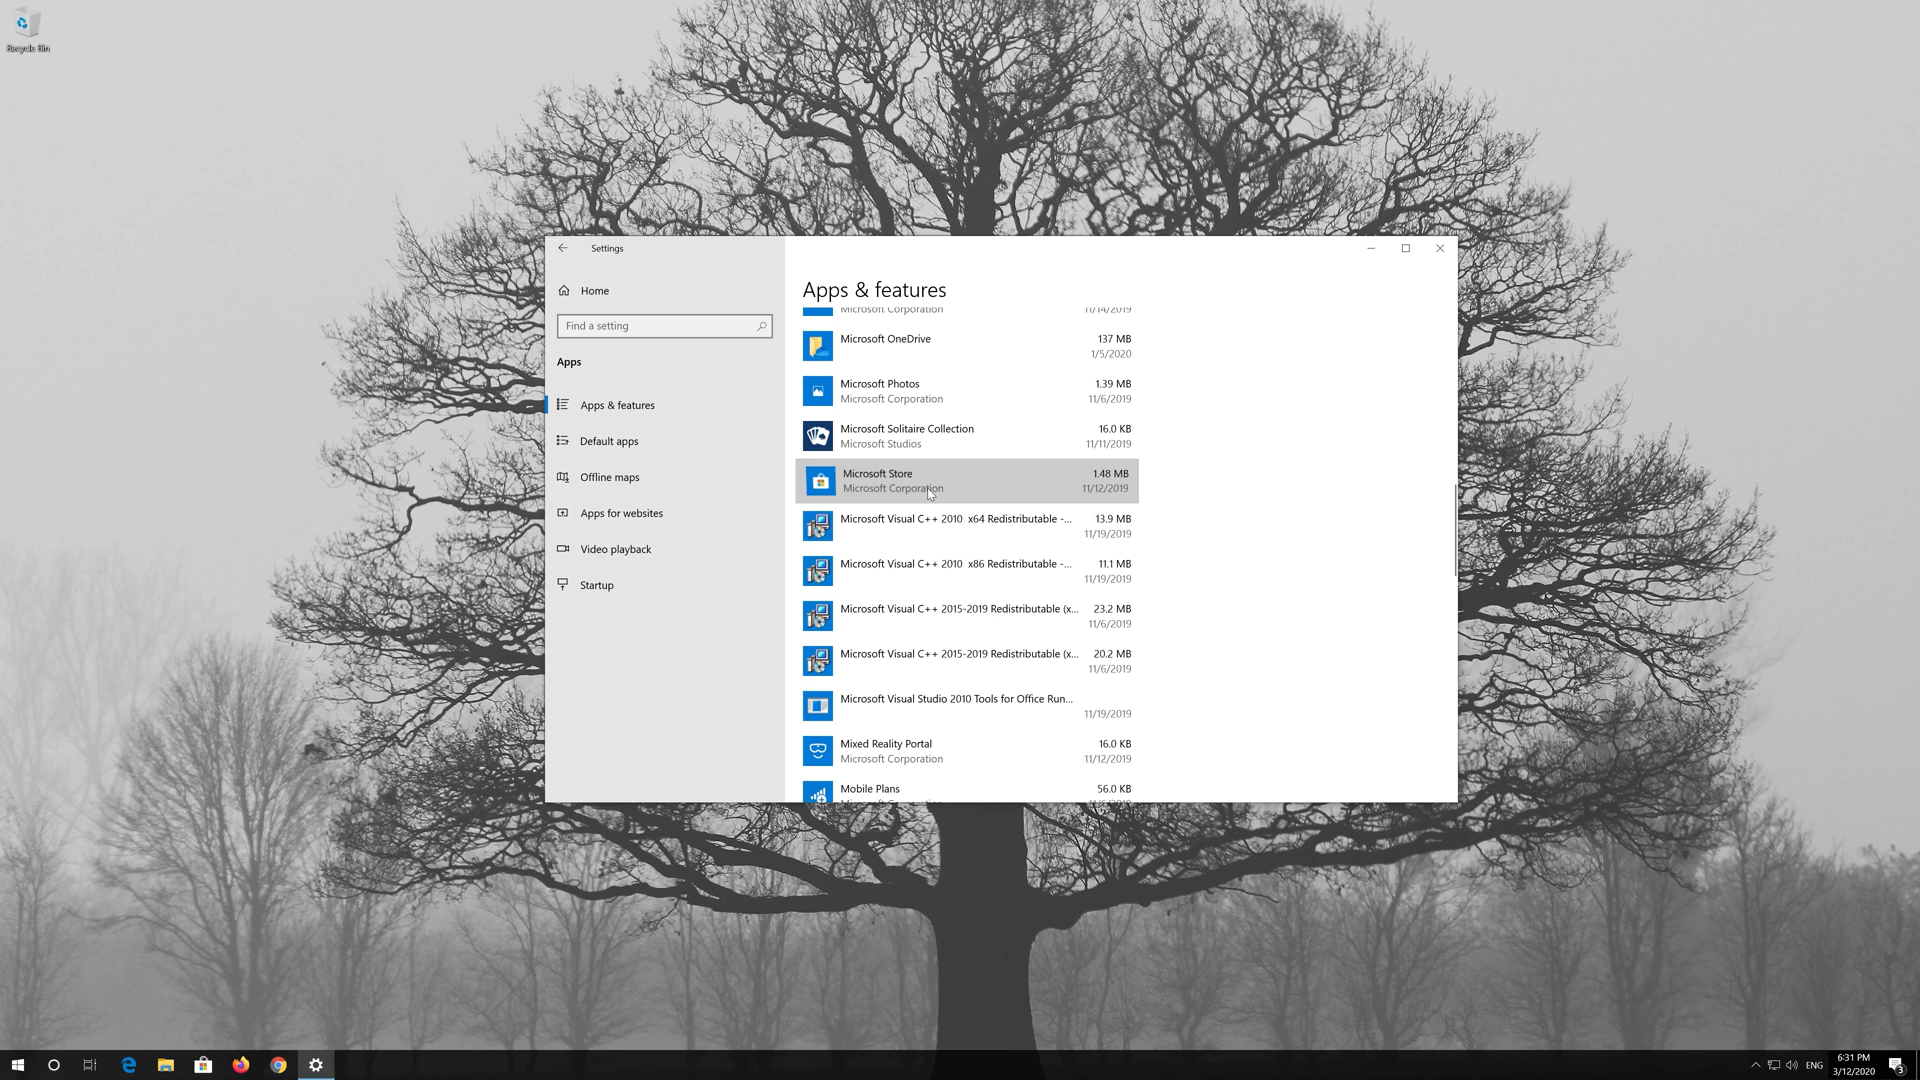 Recycle Bin
Settings
Home
Find a setting
Apps
Apps & features
Default apps
Offline maps
Apps for websites
Video playback
Startup
Apps & features
Microsoft Corporation 11/14/2019
Microsoft OneDrive 137 MB
1/5/2020
Microsoft Photos 1.39 MB
Microsoft Corporation 11/6/2019
Microsoft Solitaire Collection 16.0 KB
Microsoft Studios 11/11/2019
Microsoft Store 1.48 MB
Microsoft Corporation 11/12/2019
Microsoft Visual C++ 2010 x64 Redistributable -... 13.9 MB
11/19/2019
Microsoft Visual C++ 2010 x86 Redistributable -... 11.1 MB
11/19/2019
Microsoft Visual C++ 2015-2019 Redistributable (x... 23.2 MB
11/6/2019
Microsoft Visual C++ 2015-2019 Redistributable (x... 20.2 MB
11/6/2019
Microsoft Visual Studio 2010 Tools for Office Run...
11/19/2019
Mixed Reality Portal 16.0 KB
Microsoft Corporation 11/12/2019
Mobile Plans 56.0 KB
ENG
6:31 PM
3/12/2020
3